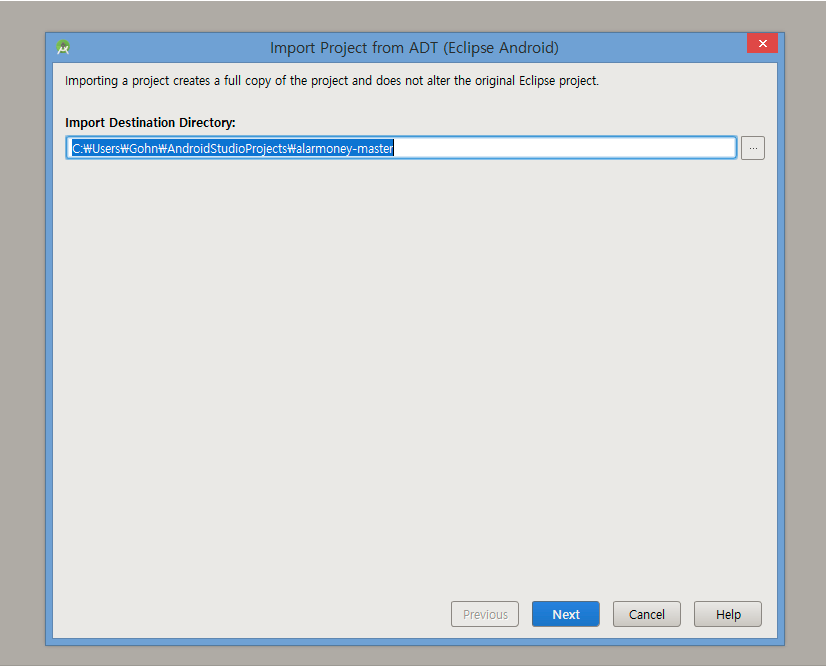 Import Project from ADT (Eclipse Android)
Importing a project creates a full copy of the project and does not alter the original Eclipse project.
Import Destination Directory:
C:₩Users₩Gohn₩AndroidStudioProjects₩alarmoney-master
...
Previous
Next
Cancel
Help